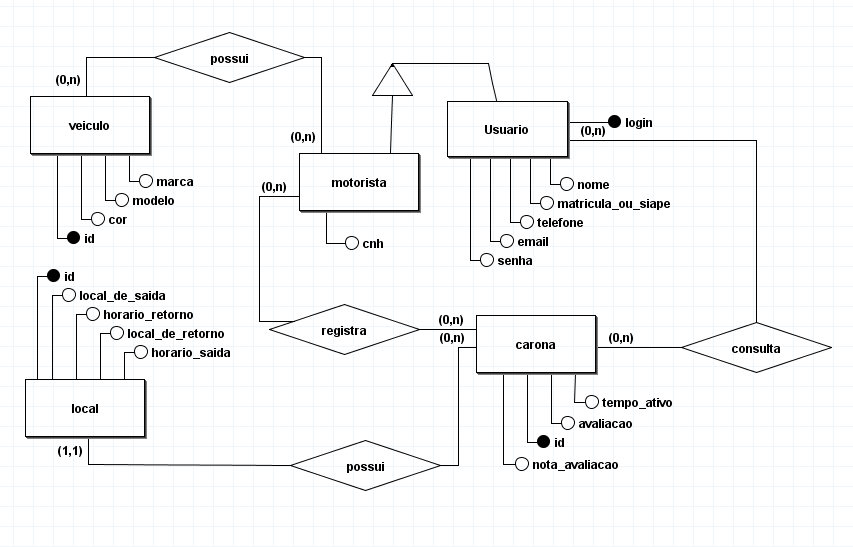 possui
(0,n)
veiculo
marca
modelo
cor
id
(0,n)
motorista
cnh
Usuario
login
(0,n)
nome
matricula_ou_siape
telefone
email
senha
(0,n)
id
local_de_saida
horario_retorno
local_de_retorno
horario_saida
local
(1,1)
registra
(0,n)
(0,n)
carona
(0,n)
consulta
tempo_ativo
avaliacao
id
nota_avaliacao
possui